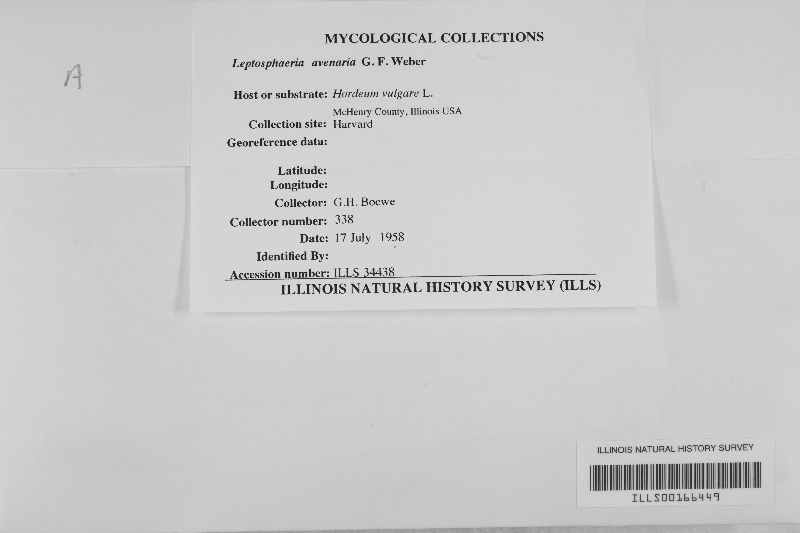 MYCOLOGICAL COLLECTIONS
Leptosphaeria avenaria G. F. Weber
A
Host or substrate: Hordeum vulgare L.
McHenry County, Illinois USA
Collection site: Harvard
Georeference data:
Latitude:
Longitude:
Collector: G.H. Boewe
Collector number: 338
Date: 17 July 1958
Identified By:
Accession number: ILLS 34438
ILLINOIS NATURAL HISTORY SURVEY (ILLS)
ILLINOIS NATURAL HISTORY SURVEY
ILLS00166449